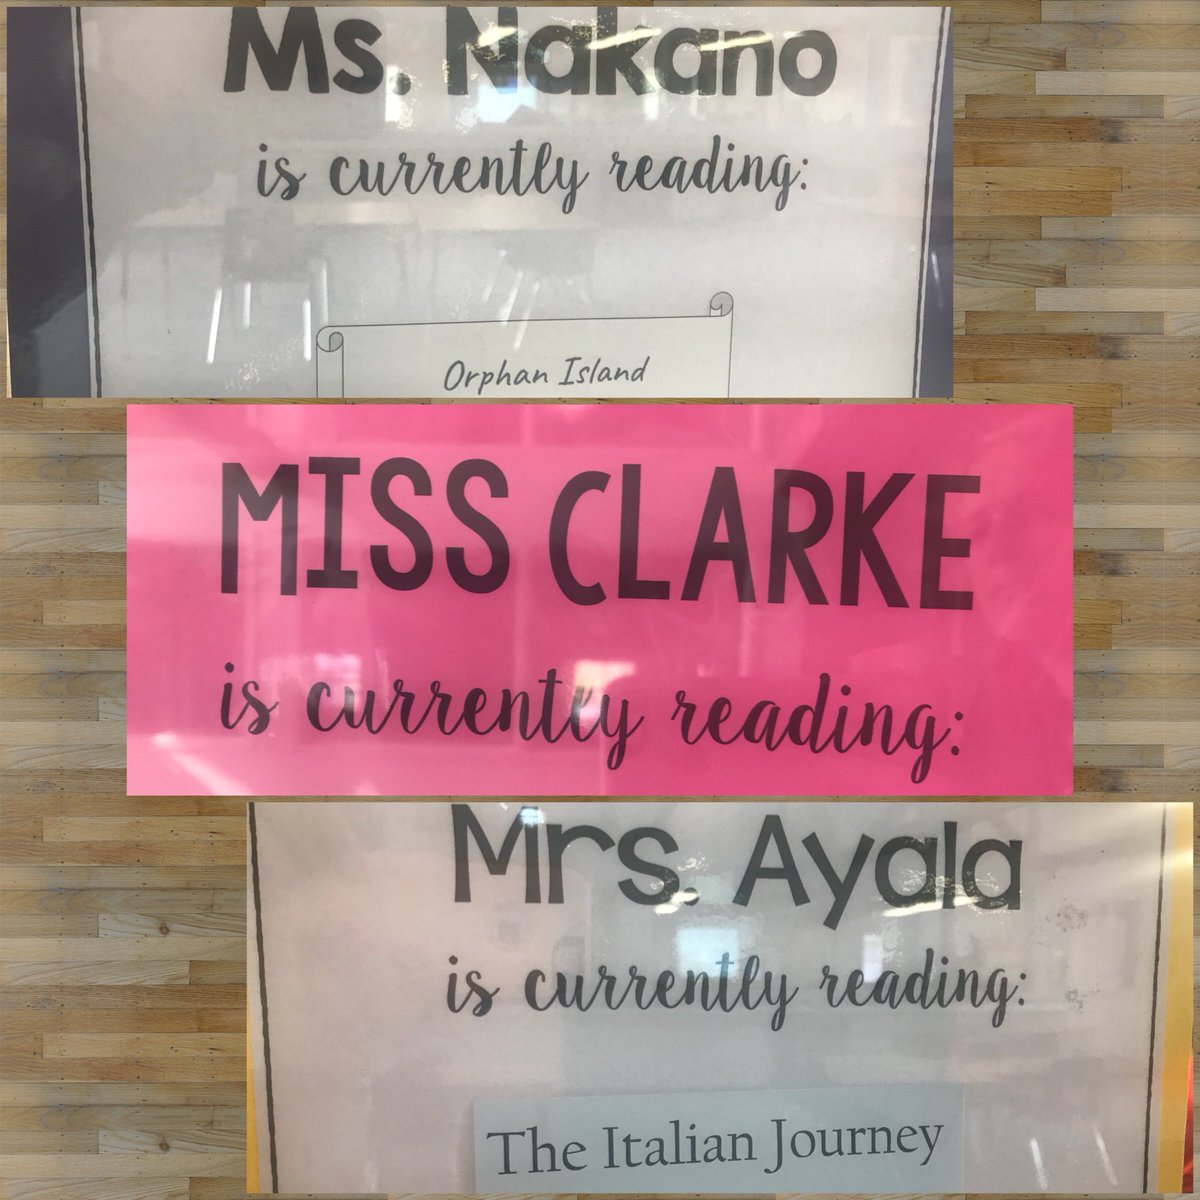 Ms. Nakano
is currently reading:
Orphan Island
MISS CLARKE
is currently reading:
Mrs. Ayala
is currently reading:
The Italian Journey